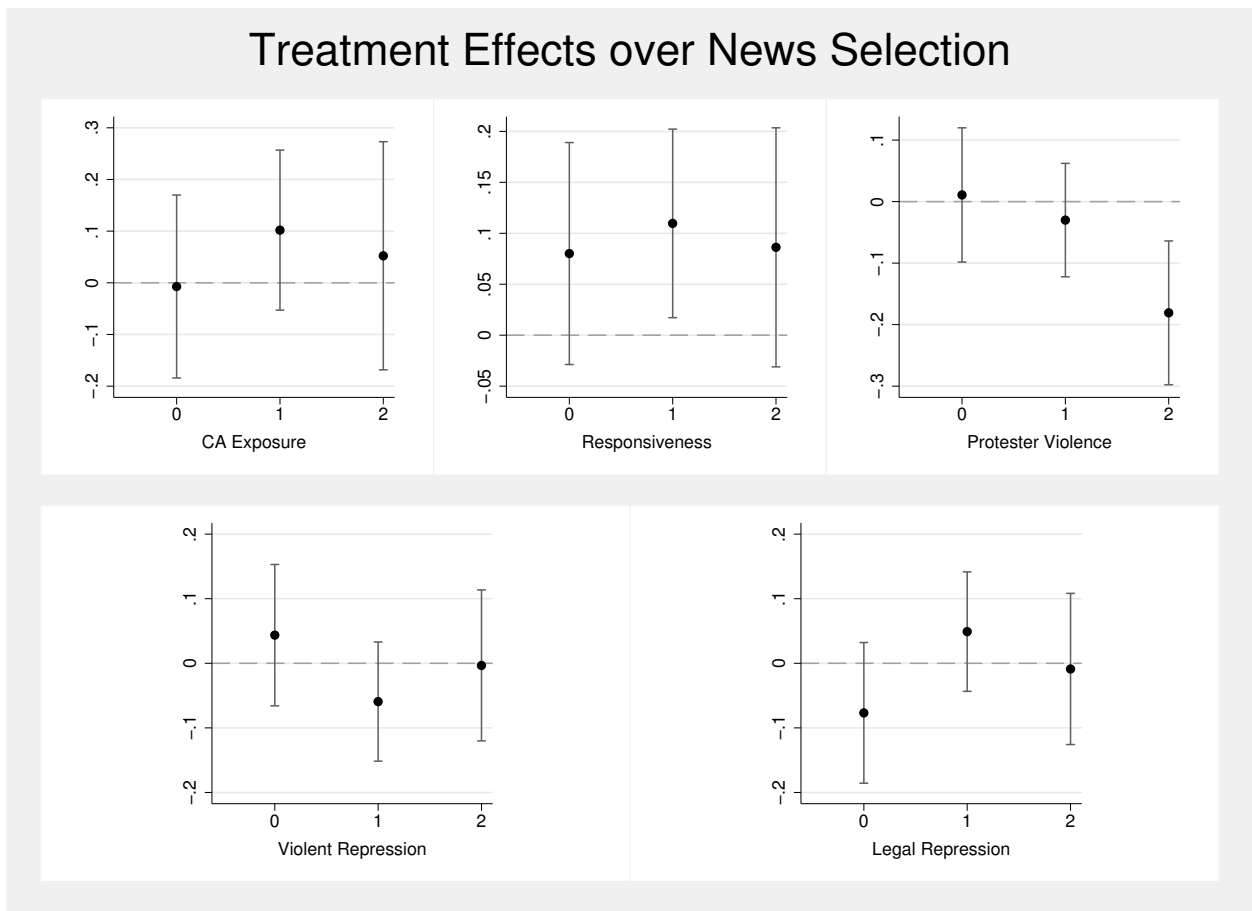 Treatment Effects over News Selection
.3
.2
.1
0
−.1
−.2
0 1 2
CA Exposure
.2
.15
.1
.05
0
−.05
0 1 2
Responsiveness
.1
0
−.1
−.2
−.3
0 1 2
Protester Violence
.2
.1
0
−.1
−.2
0 1 2
Violent Repression
.2
.1
0
−.1
−.2
0 1 2
Legal Repression